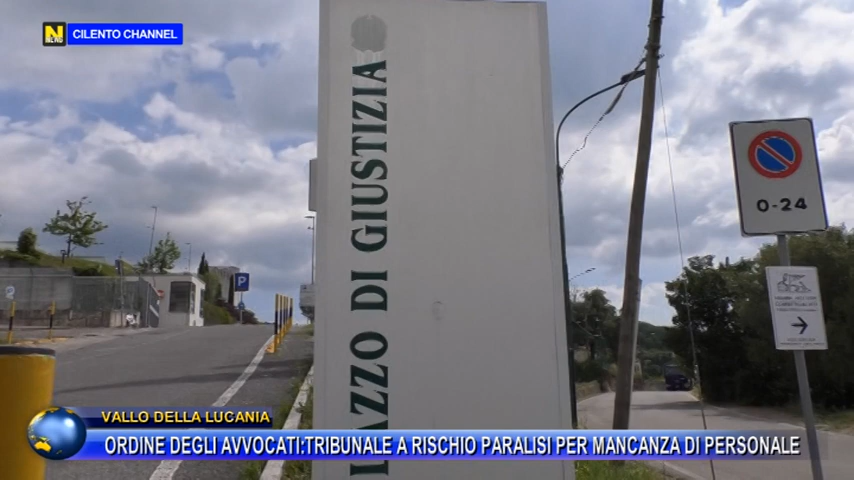 N
CILENTO CHANNEL
PALAZZO DI GIUSTIZIA
0-24
P
VALLO DELLA LUCANIA
ORDINE DEGLI AVVOCATI:TRIBUNALE A RISCHIO PARALISI PER MANCANZA DI PERSONALE